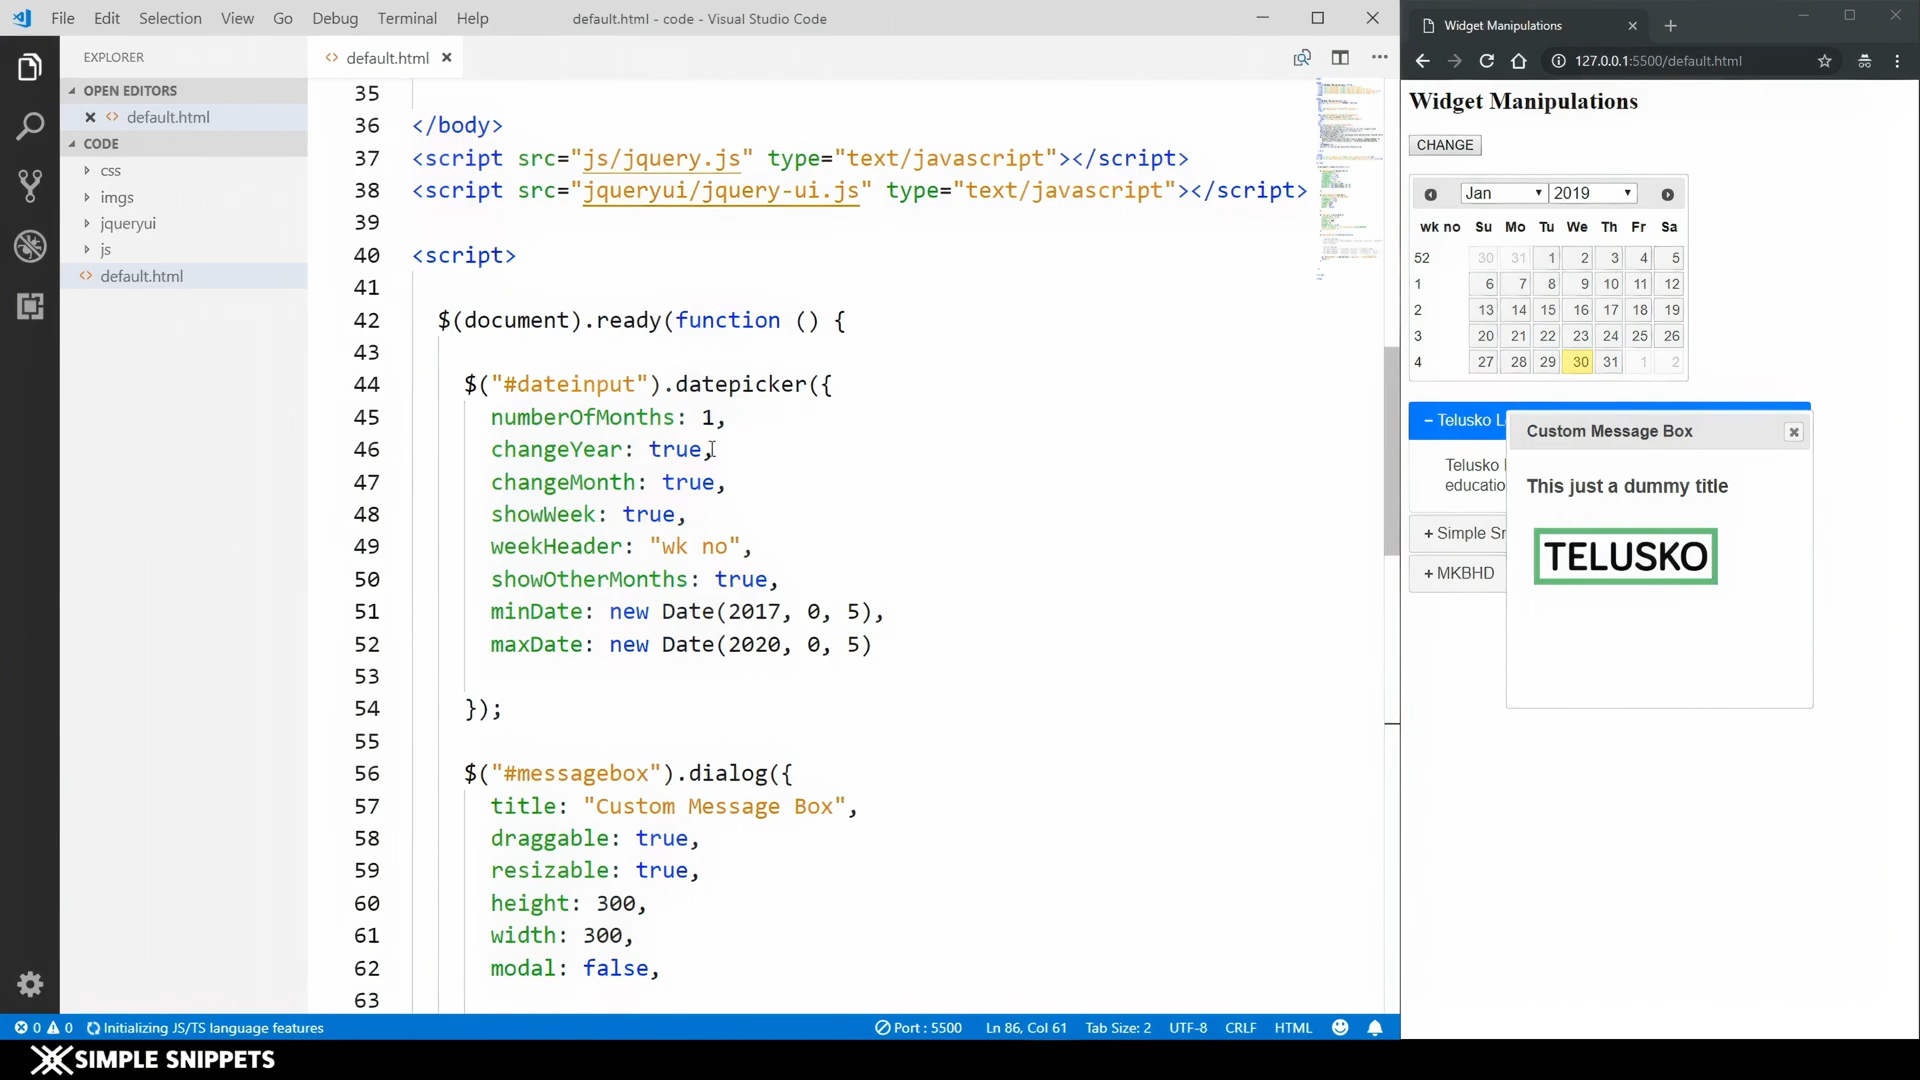 File Edit Selection View Go Debug Terminal Help
default.html - code - Visual Studio Code
EXPLORER
OPEN EDITORS
default.html
CODE
css
imgs
jqueryui
js
default.html
default.html
35
36 </body>
37 <script src="js/jquery.js" type="text/javascript"></script>
38 <script src="jqueryui/jquery-ui.js" type="text/javascript"></script>
39
40 <script>
41
42 $(document).ready(function () {
43
44 $("#dateinput").datepicker({
45 numberOfMonths: 1,
46 changeYear: true,
47 changeMonth: true,
48 showWeek: true,
49 weekHeader: "wk no",
50 showOtherMonths: true,
51 minDate: new Date(2017, 0, 5),
52 maxDate: new Date(2020, 0, 5)
53
54 });
55
56 $("#messagebox").dialog({
57 title: "Custom Message Box",
58 draggable: true,
59 resizable: true,
60 height: 300,
61 width: 300,
62 modal: false,
63
0 0 Initializing JS/TS language features
Port : 5500 Ln 86, Col 61 Tab Size: 2 UTF-8 CRLF HTML
SIMPLE SNIPPETS
Widget Manipulations
127.0.0.1:5500/default.html
Widget Manipulations
CHANGE
Jan 2019
wk no Su Mo Tu We Th Fr Sa
52 30 31 1 2 3 4 5
1 6 7 8 9 10 11 12
2 13 14 15 16 17 18 19
3 20 21 22 23 24 25 26
4 27 28 29 30 31 1 2
− Telusko L
Telusko
educatio
+ Simple Sn
+ MKBHD
Custom Message Box
This just a dummy title
TELUSKO